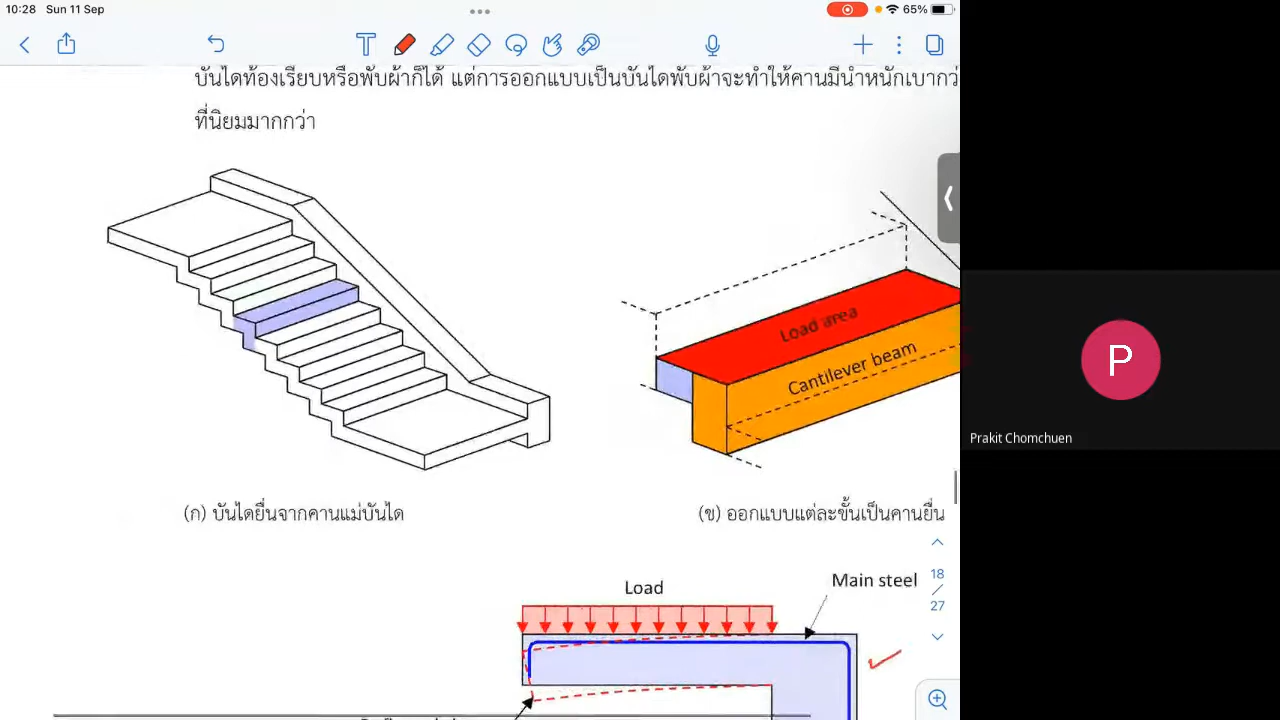 10:28 Sun 11 Sep
65%
บันไดท้องเรียบหรือพับผ้าก็ได้ แต่การออกแบบเป็นบันไดพับผ้าจะทำให้คานมีน้ำหนักเบากว่
ที่นิยมมากกว่า
Load area
Cantilever beam
(ก) บันไดยื่นจากคานแม่บันได
(ข) ออกแบบแต่ละขั้นเป็นคานยื่น
Load
Main steel
18
/
27
P
Prakit Chomchuen